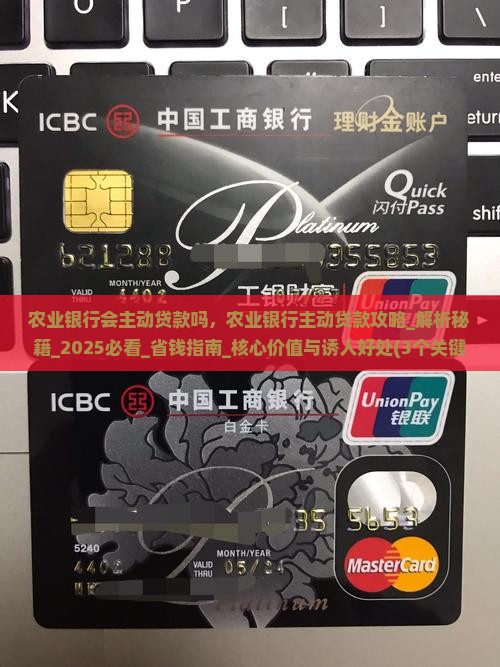 K
return
shift
ICBC 中国工商银行 理财金账户
Quick
闪付Pass
Platinum
621288 355853
MONTH/YEAR
VALID THRU
工银财富
UnionPay
农业银行会主动贷款吗，农业银行主动贷款攻略_解析秘
籍_2025必看_省钱指南_核心价值与诱人好处(3个关键
ICBC 中国工商银行
白金卡
UnionPay
银联
35 5653
5240
MONTH/YEAR
VALID THRU 05/24
MasterCard
Platinum